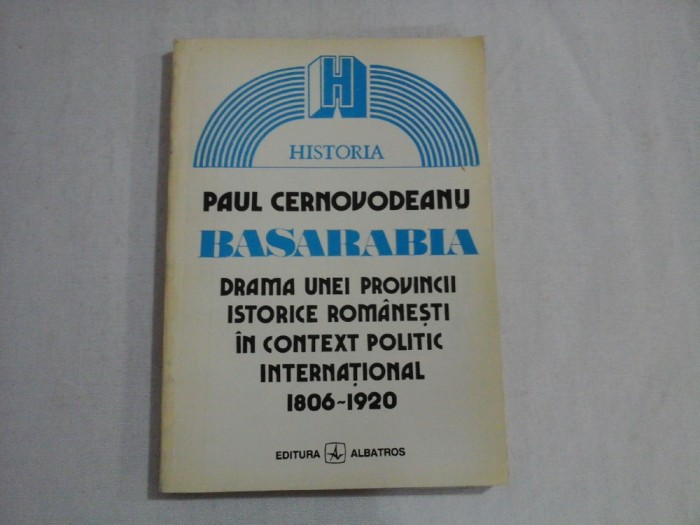 H
HISTORIA
PAUL CERNOVODEANU
BASARABIA
DRAMA UNEI PROVINCII
ISTORICE ROMÂNEȘTI
ÎN CONTEXT POLITIC
INTERNAȚIONAL
1806~1920
EDITURA ALBATROS